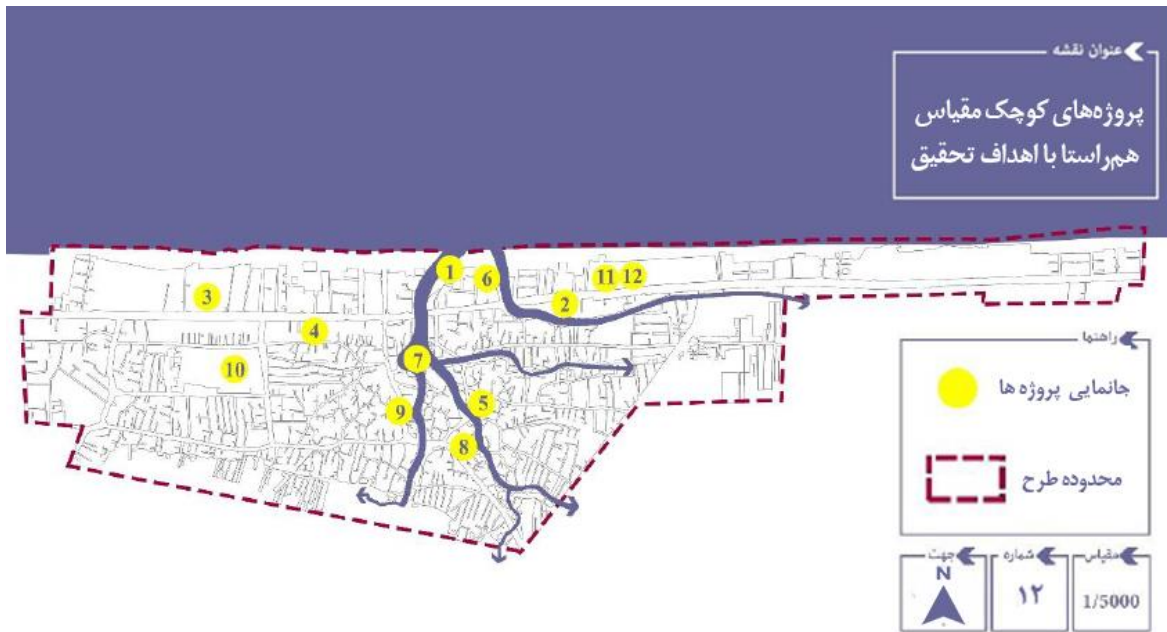 عنوان نقشه
پروژه‌های کوچک مقیاس
هم‌راستا با اهداف تحقیق
1
6
11
12
3
2
4
7
10
9
5
8
راهنما
جانمایی پروژه ها
محدوده طرح
مقیاس
شماره
جهت
1/5000
۱۲
N